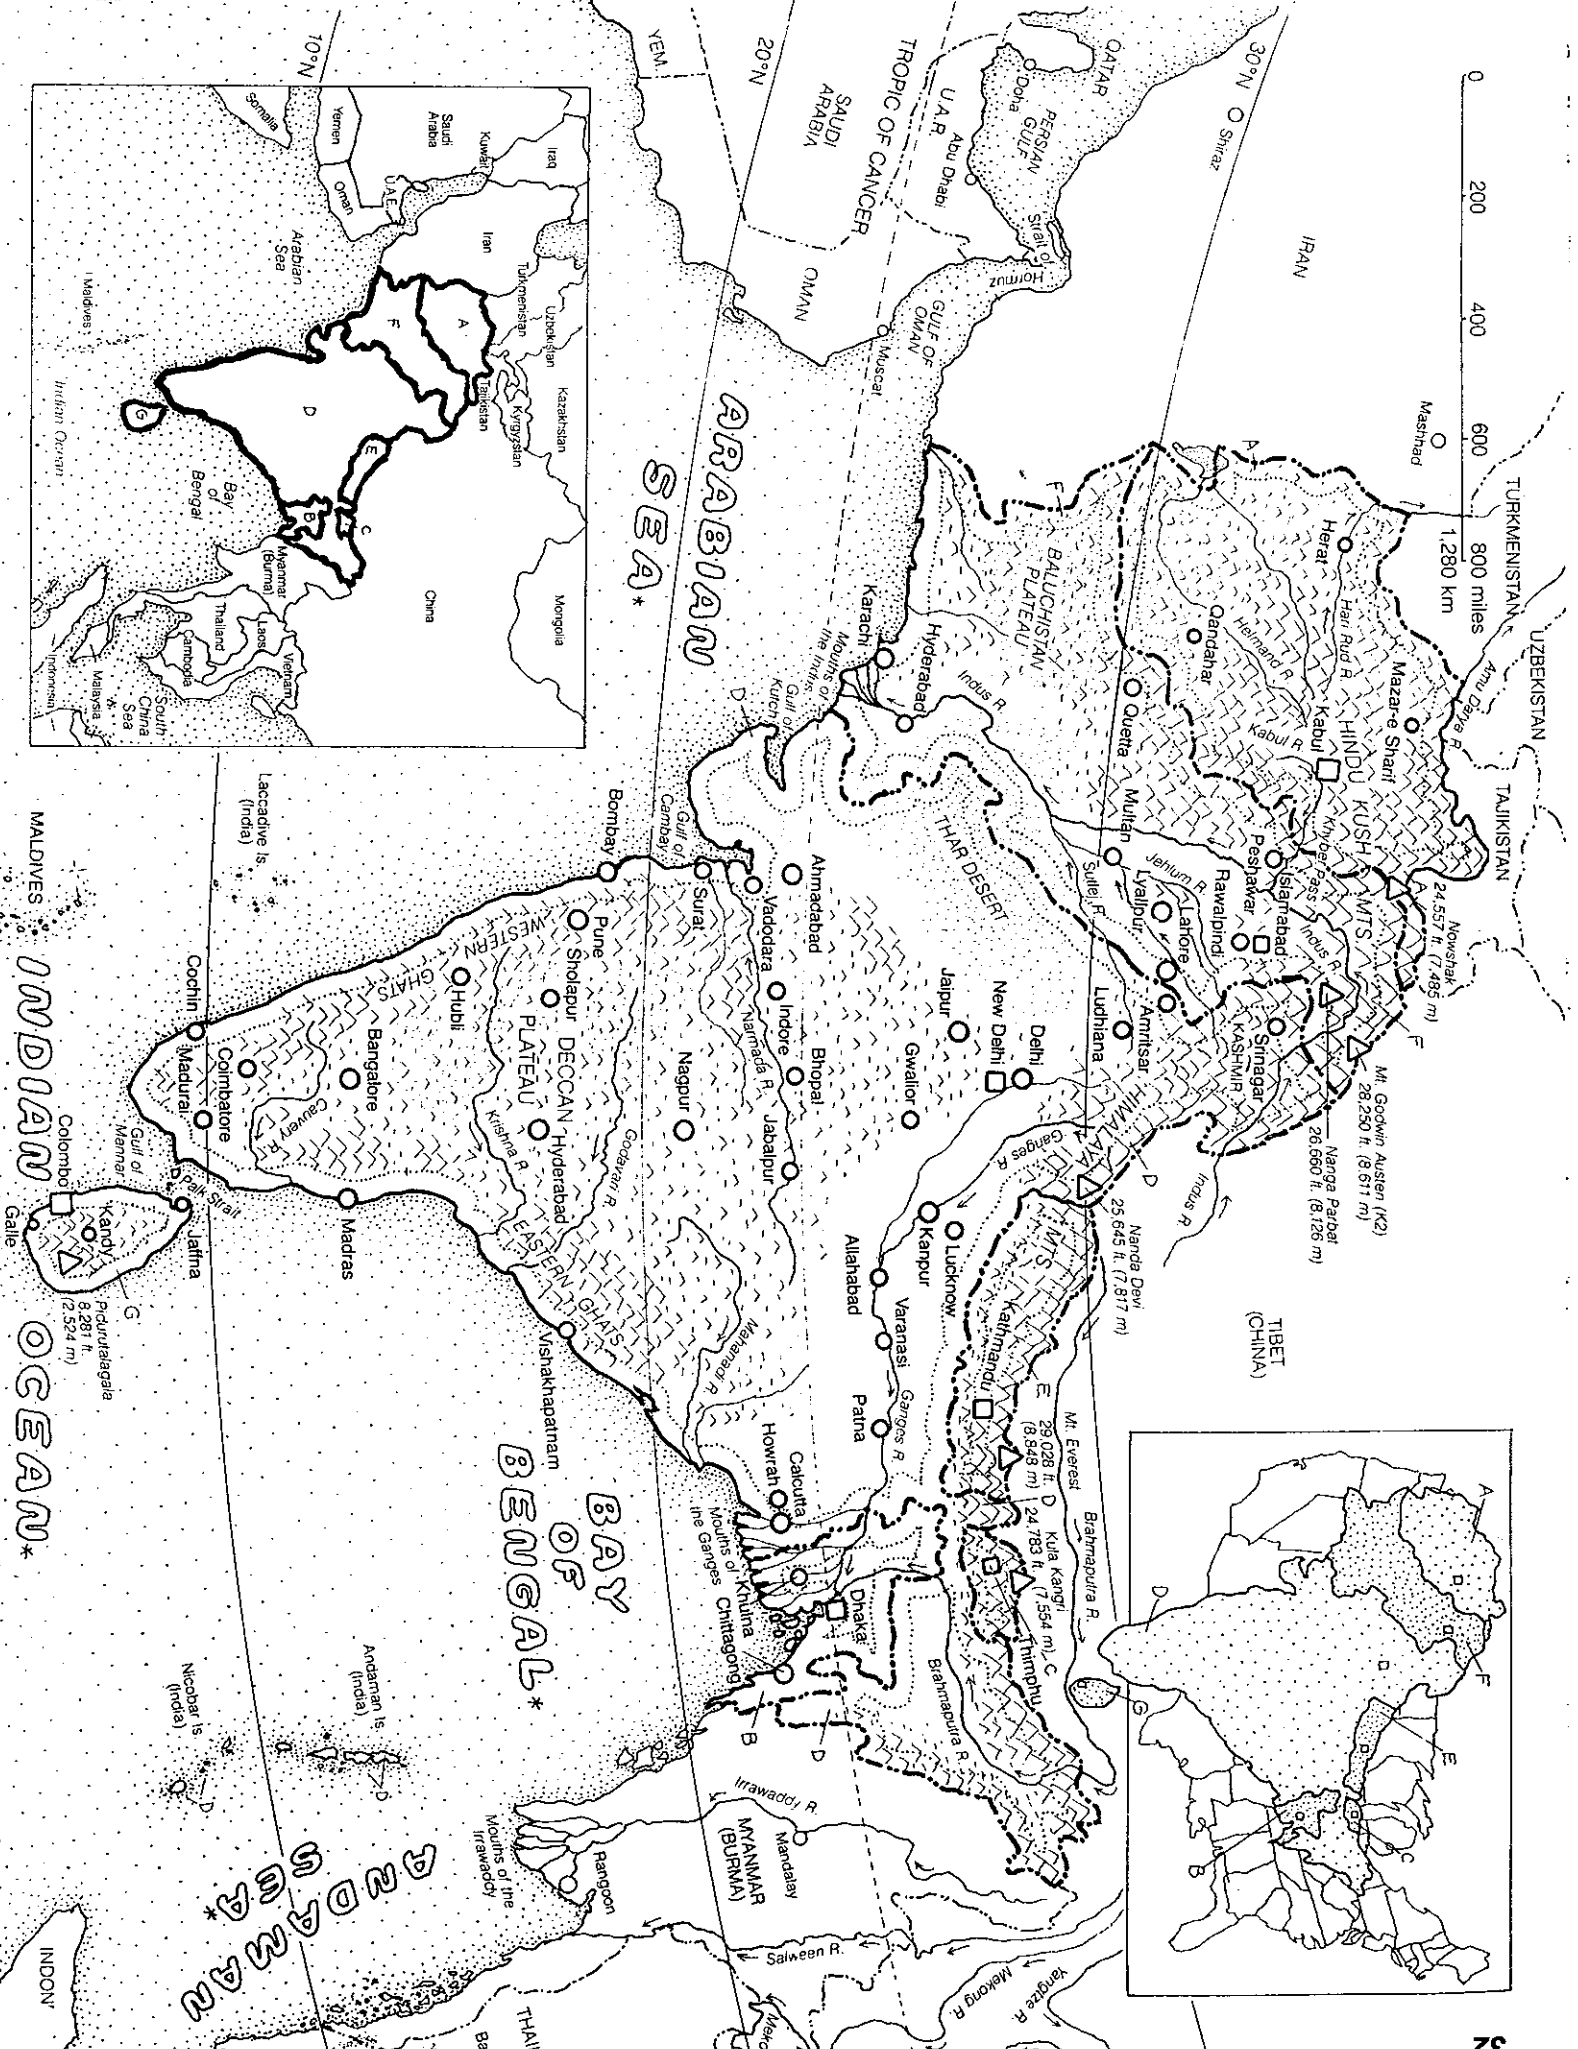 0 200 400 600 800 miles
1,280 km
32
30°N
20°N
10°N
TROPIC OF CANCER
IRAN
Shiraz
Mashhad
TURKMENISTAN
UZBEKISTAN
TAJIKISTAN
Amu Darya R.
QATAR
Doha
PERSIAN
GULF
U.A.R.
Abu Dhabi
Strait of
Hormuz
SAUDI
ARABIA
YEM.
OMAN
GULF OF
OMAN
Muscat
ARABIAN
SEA*
A
Herat
Hari Rud R.
Mazar-e Sharif
HINDU
KUSH
MTS.
Kabul
Kabul R.
Helmand R.
Qandahar
Khyber Pass
Nowshak
24,557 ft. (7,485 m)
F
BALUCHISTAN
PLATEAU
Quetta
Karachi
Hyderabad
Indus R.
Mouths of
the Indus
Multan
Jehlum R.
Lyallpur
Lahore
Sutlej R.
Rawalpindi
Peshawar
Islamabad
Indus R.
F
Mt. Godwin Austen (K2)
28,250 ft. (8,611 m)
Nanga Parbat
26,660 ft. (8,126 m)
Srinagar
KASHMIR
Amritsar
Ludhiana
HIMALAYA
MTS.
D
Indus R.
Nanda Devi
25,645 ft. (7,817 m)
TIBET
(CHINA)
THAR DESERT
D
Gulf of
Kutch
Gulf of
Cambay
Delhi
New Delhi
Jaipur
Gwalior
Ganges R.
Kanpur
Lucknow
Allahabad
Varanasi
Ganges R.
Patna
Ahmadabad
Vadodara
Surat
Indore
Bhopal
Narmada R.
Jabalpur
Nagpur
Bombay
Pune
Sholapur
DECCAN
PLATEAU
Hyderabad
Godavari R.
Krishna R.
WESTERN
GHATS
Hubli
Bangalore
Cauvery R.
Coimbatore
Cochin
Madurai
Madras
EASTERN
GHATS
Vishakhapatnam
Mahanadi R.
Howrah
Calcutta
Mouths of
the Ganges
Kathmandu
E
Mt. Everest
29,028 ft.
(8,848 m)
D
Kula Kangri
24,783 ft. (7,554 m)
C
Thimphu
Brahmaputra R.
Brahmaputra R.
Dhaka
Khulna
Chittagong
B
D
BAY
OF
BENGAL*
Gulf of
Mannar
Palk Strait
D
Jaffna
Colombo
Kandy
Galle
G
Pidurutalagala
8,281 ft.
(2,524 m)
Laccadive Is.
(India)
MALDIVES
INDIAN OCEAN*
Andaman Is.
(India)
D
Nicobar Is
(India)
D
ANDAMAN
SEA*
Irrawaddy R.
Mandalay
MYANMAR
(BURMA)
Rangoon
Mouths of the
Irrawaddy
Salween R.
Mekong R.
Yangtze R.
Meko
THAI
Ba
INDON'
Somalia
Yemen
Saudi
Arabia
Kuwait
Iraq
Oman
U.A.E.
Iran
Turkmenistan
Uzbekistan
Kazakhstan
Tajikistan
Kyrgyzstan
Mongolia
China
Arabian
Sea
Maldives
Indian Ocean
Bay
of
Bengal
Myanmar
(Burma)
Thailand
Laos
Vietnam
Cambodia
South
China
Sea
Malaysia
Indonesia
A
F
D
E
C
B
G
A
D
F
G
E
C
B